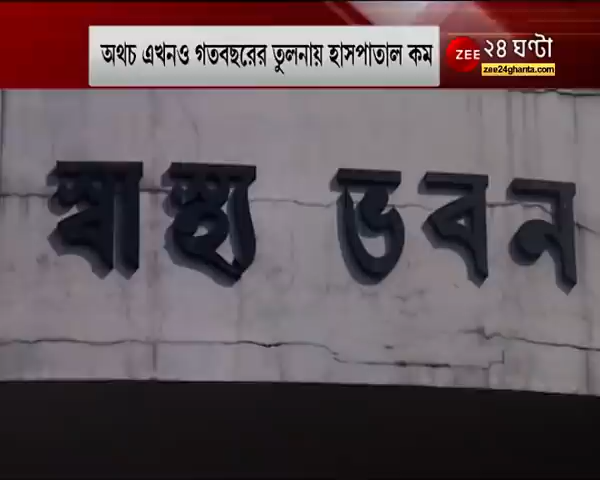 অথচ এখনও গতবছরের তুলনায় হাসপাতাল কম
ZEE ২৪ ঘণ্টা
zee24ghanta.com
স্বাস্থ্য ভবন